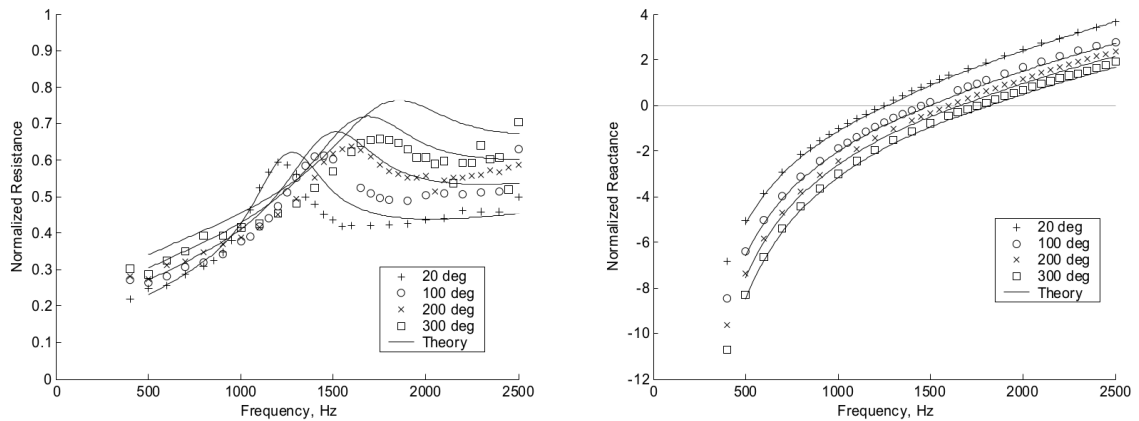 1
0.9
0.8
0.7
0.6
0.5
0.4
0.3
0.2
0.1
0
0
500
1000
1500
2000
2500
Normalized Resistance
Frequency, Hz
20 deg
100 deg
200 deg
300 deg
Theory
4
2
0
-2
-4
-6
-8
-10
-12
0
500
1000
1500
2000
2500
Normalized Reactance
Frequency, Hz
20 deg
100 deg
200 deg
300 deg
Theory